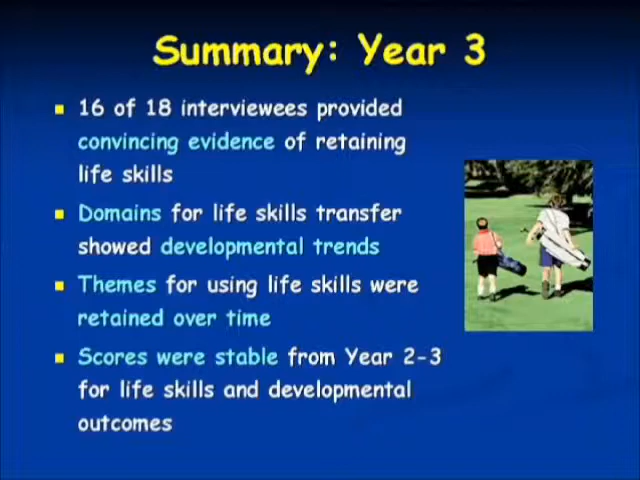 Summary: Year 3
16 of 18 interviewees provided
convincing evidence of retaining
life skills
Domains for life skills transfer
showed developmental trends
Themes for using life skills were
retained over time
Scores were stable from Year 2-3
for life skills and developmental
outcomes